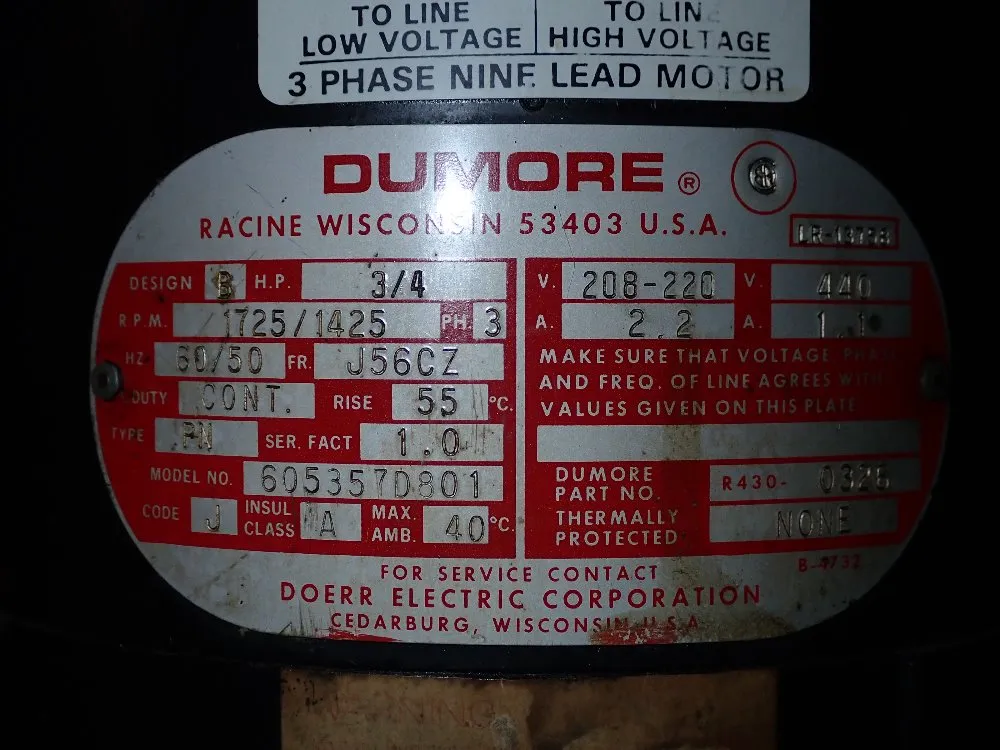 TO LINE
LOW VOLTAGE
TO LINE
HIGH VOLTAGE
3 PHASE NINE LEAD MOTOR
DUMORE ®
RACINE WISCONSIN 53403 U.S.A.
DESIGN B H.P. 3/4
R.P.M. 1725/1425 PH. 3
HZ 60/50 FR. J56CZ
DUTY CONT. RISE 55 °C.
TYPE PN SER. FACT 1.0
MODEL NO. 605357D801
CODE J INSUL CLASS A MAX. AMB. 40 °C.
V. 208-220 V. 440
A. 2.2 A. 1.1
MAKE SURE THAT VOLTAGE PHASE
AND FREQ. OF LINE AGREES WITH
VALUES GIVEN ON THIS PLATE
DUMORE
PART NO. R430- 0326
THERMALLY
PROTECTED NONE
B-4732
FOR SERVICE CONTACT
DOERR ELECTRIC CORPORATION
CEDARBURG, WISCONSIN U.S.A.